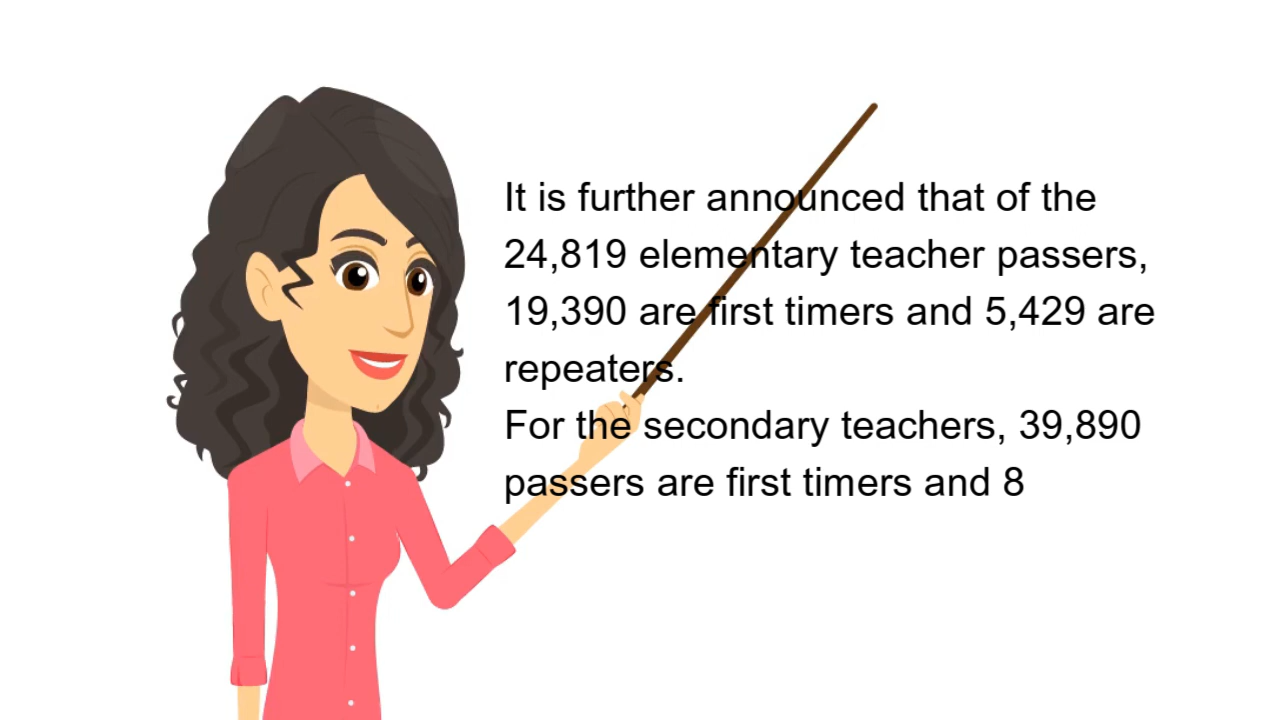 It is further announced that of the
24,819 elementary teacher passers,
19,390 are first timers and 5,429 are
repeaters.
For the secondary teachers, 39,890
passers are first timers and 8